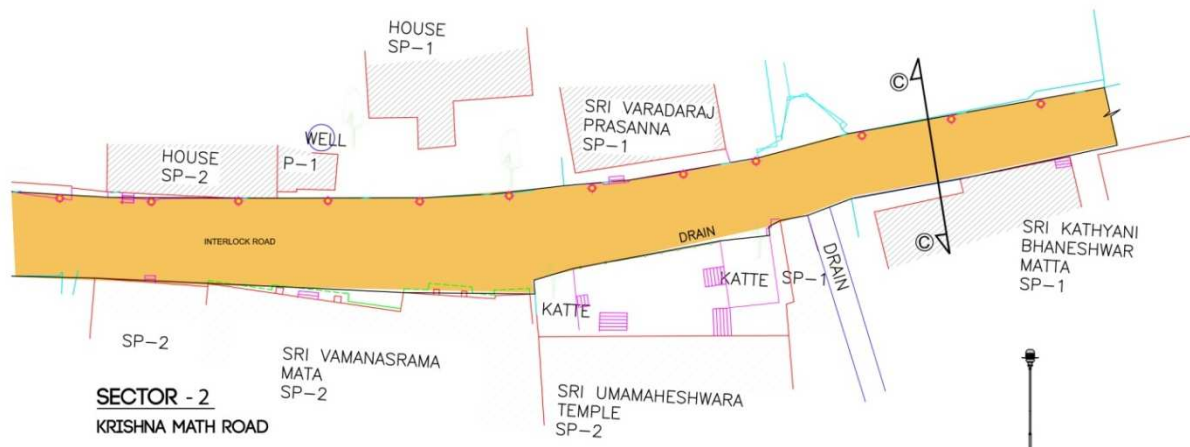 HOUSE
SP-1
SRI VARADARAJ
PRASANNA
SP-1
WELL
HOUSE
SP-2
P-1
C
INTERLOCK ROAD
DRAIN
C
SRI KATHYANI
BHANESHWAR
MATTA
SP-1
KATTE
SP-1
DRAIN
KATTE
SP-2
SRI VAMANASRAMA
MATA
SP-2
SRI UMAMAHESHWARA
TEMPLE
SP-2
SECTOR - 2
KRISHNA MATH ROAD